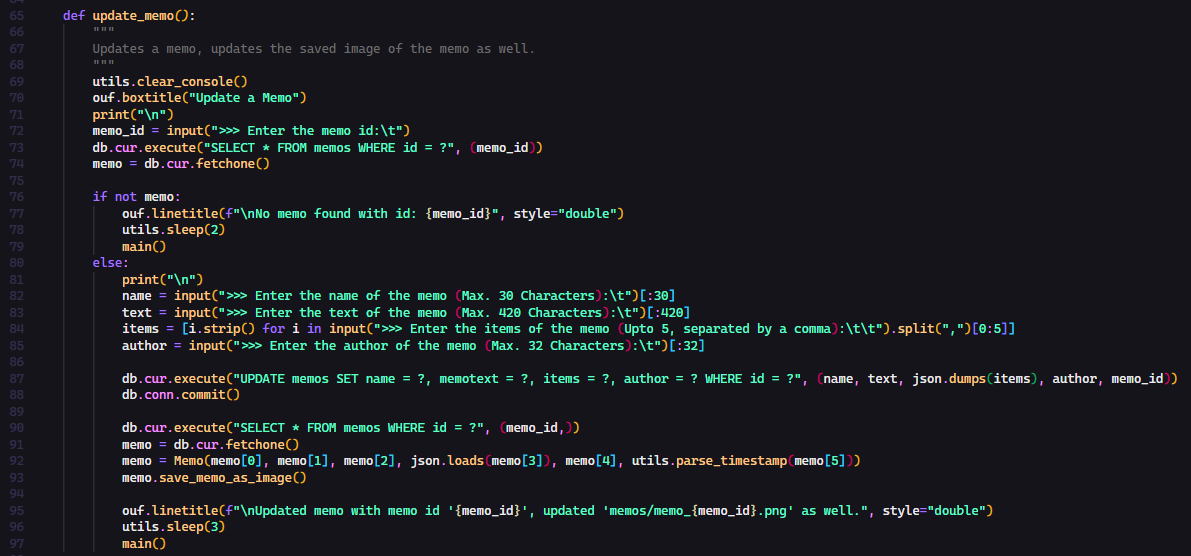 65 def update_memo():
66 """
67 Updates a memo, updates the saved image of the memo as well.
68 """
69 utils.clear_console()
70 ouf.boxtitle("Update a Memo")
71 print("\n")
72 memo_id = input(">>> Enter the memo id:\t")
73 db.cur.execute("SELECT * FROM memos WHERE id = ?", (memo_id))
74 memo = db.cur.fetchone()
75
76 if not memo:
77 ouf.linetitle(f"\nNo memo found with id: {memo_id}", style="double")
78 utils.sleep(2)
79 main()
80 else:
81 print("\n")
82 name = input(">>> Enter the name of the memo (Max. 30 Characters):\t")[:30]
83 text = input(">>> Enter the text of the memo (Max. 420 Characters):\t")[:420]
84 items = [i.strip() for i in input(">>> Enter the items of the memo (Upto 5, separated by a comma):\t\t").split(",")[0:5]]
85 author = input(">>> Enter the author of the memo (Max. 32 Characters):\t")[:32]
86
87 db.cur.execute("UPDATE memos SET name = ?, memotext = ?, items = ?, author = ? WHERE id = ?", (name, text, json.dumps(items), author, memo_id))
88 db.conn.commit()
89
90 db.cur.execute("SELECT * FROM memos WHERE id = ?", (memo_id,))
91 memo = db.cur.fetchone()
92 memo = Memo(memo[0], memo[1], memo[2], json.loads(memo[3]), memo[4], utils.parse_timestamp(memo[5]))
93 memo.save_memo_as_image()
94
95 ouf.linetitle(f"\nUpdated memo with memo id '{memo_id}', updated 'memos/memo_{memo_id}.png' as well.", style="double")
96 utils.sleep(3)
97 main()